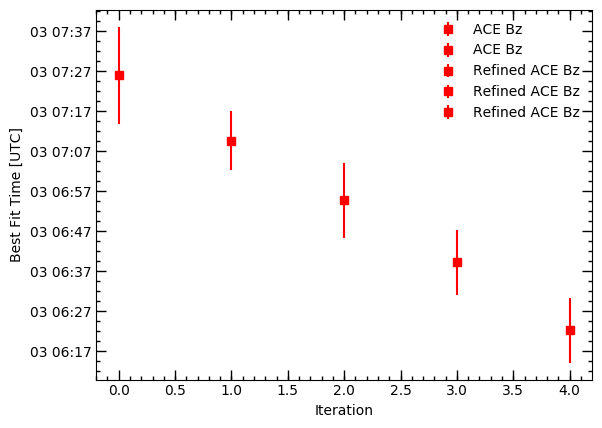 ACE Bz
ACE Bz
Refined ACE Bz
Refined ACE Bz
Refined ACE Bz
03 07:37
03 07:27
03 07:17
03 07:07
03 06:57
03 06:47
03 06:37
03 06:27
03 06:17
Best Fit Time [UTC]
0.0 0.5 1.0 1.5 2.0 2.5 3.0 3.5 4.0
Iteration